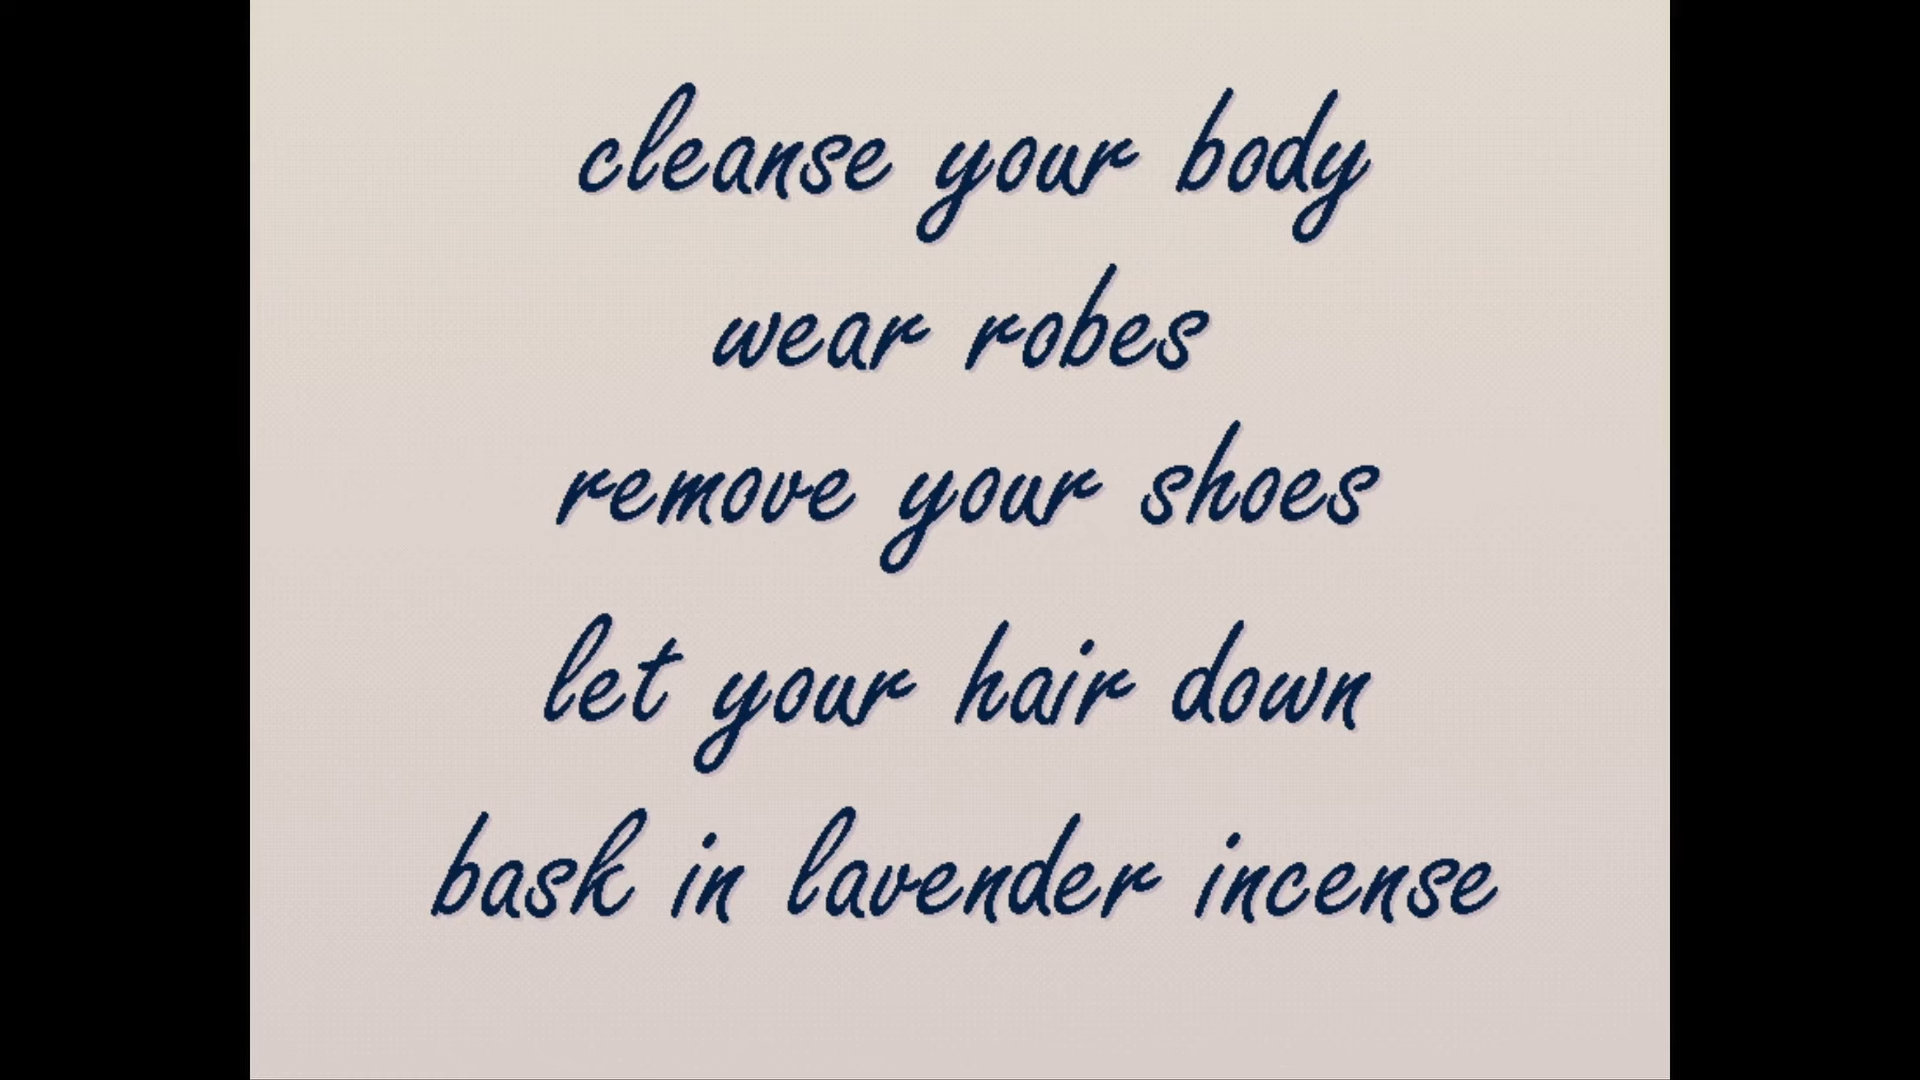 cleanse your body
wear robes
remove your shoes
let your hair down
bask in lavender incense